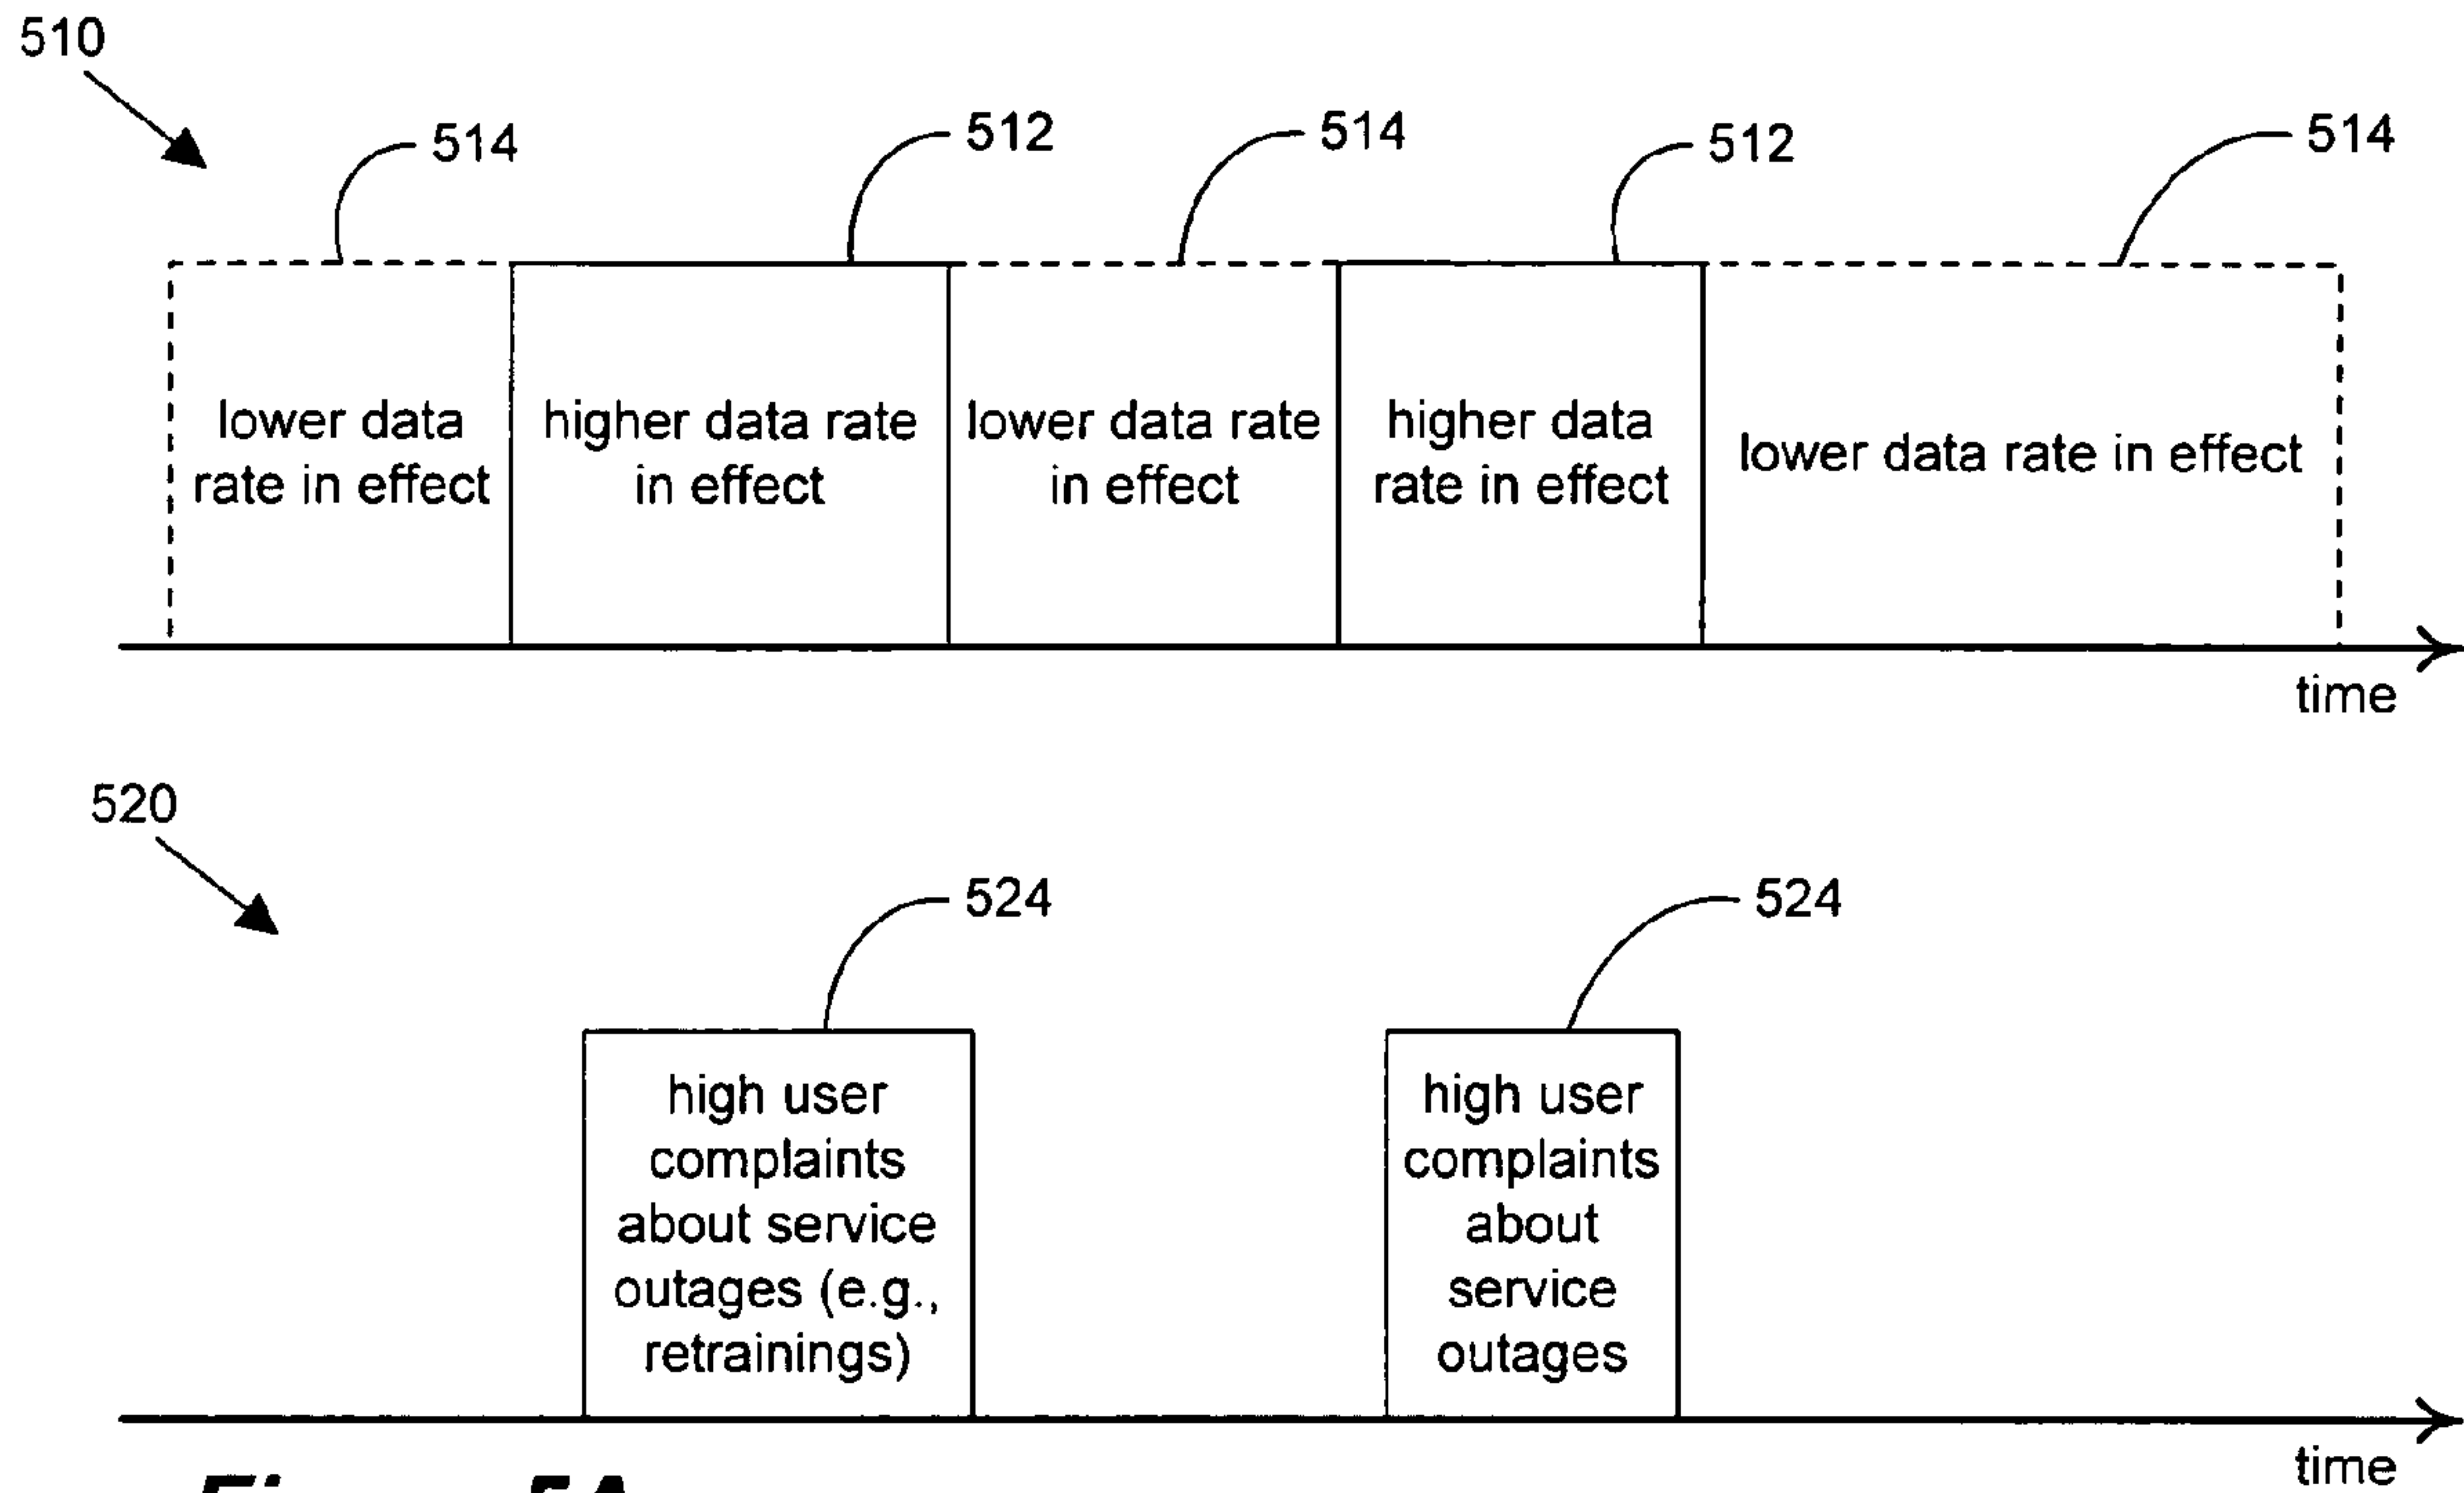 510
514
512
514
512
514
lower data
rate in effect
higher data rate
in effect
lower data rate
in effect
higher data
rate in effect
lower data rate in effect
time
520
524
524
high user
complaints
about service
outages (e.g.,
retrainings)
high user
complaints
about
service
outages
time